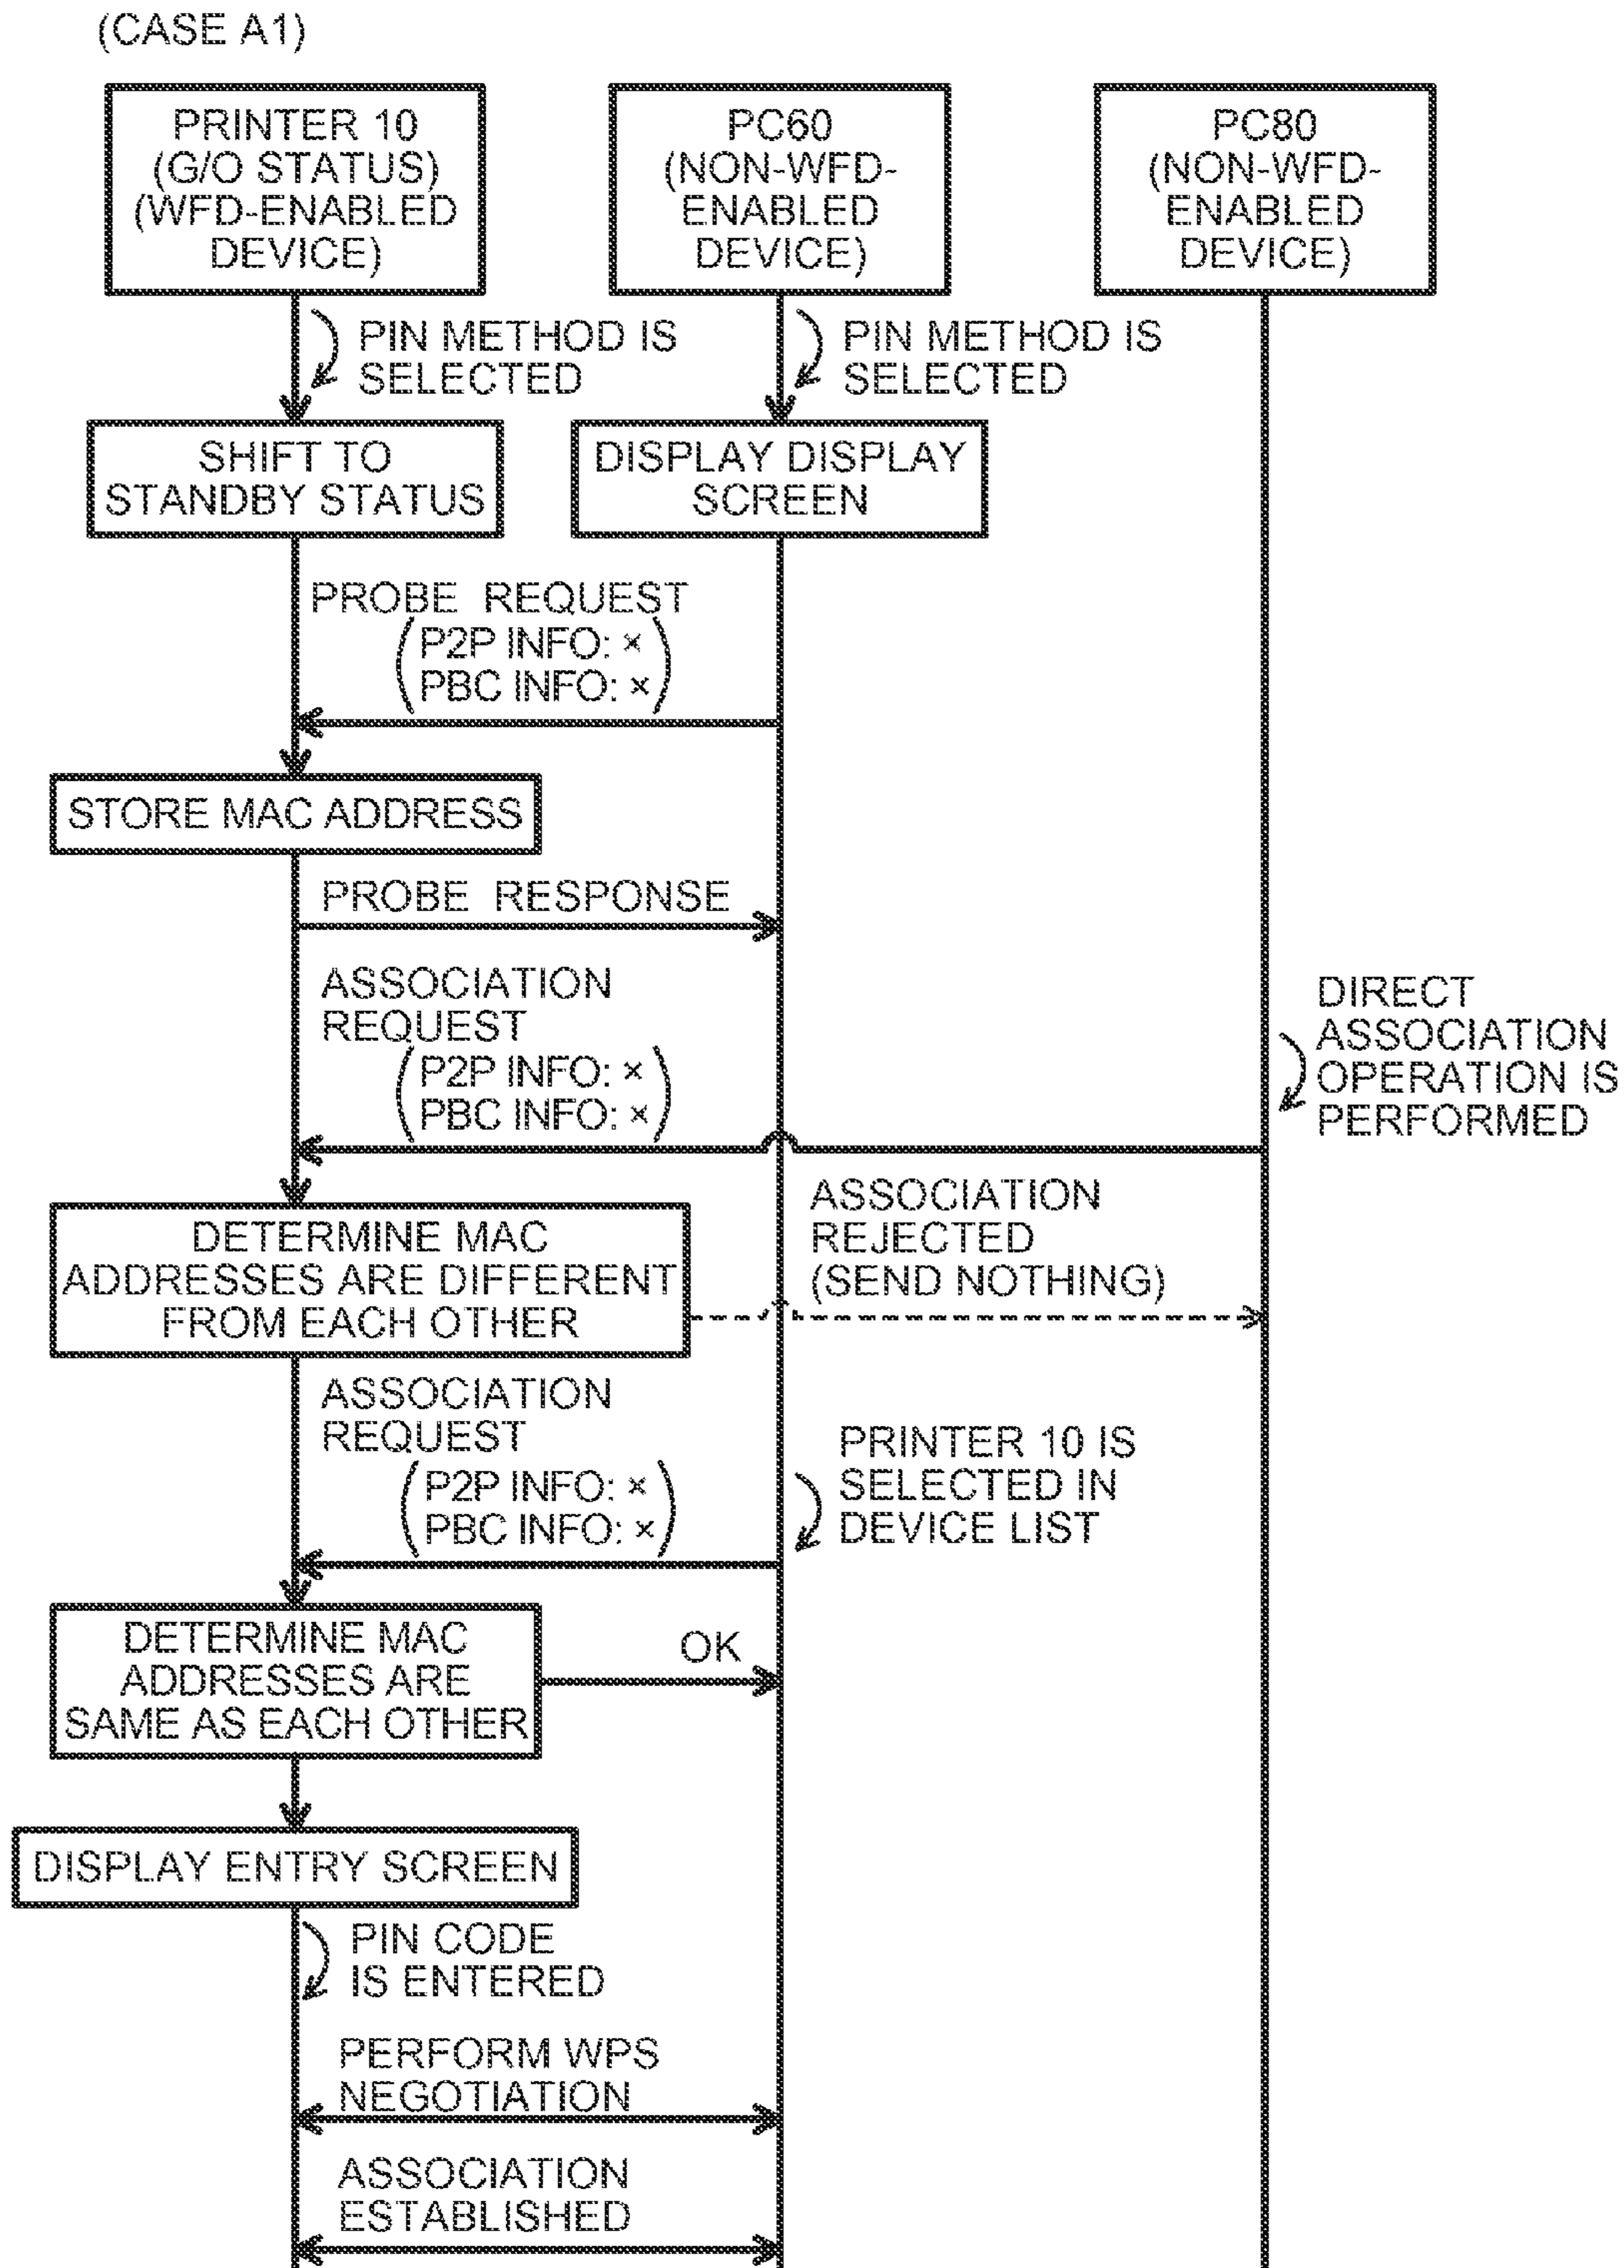 (CASE A1)
PRINTER 10
(G/O STATUS)
(WFD-ENABLED
DEVICE)
PC60
(NON-WFD-
ENABLED
DEVICE)
PC80
(NON-WFD-
ENABLED
DEVICE)
PIN METHOD IS
SELECTED
PIN METHOD IS
SELECTED
SHIFT TO
STANDBY STATUS
DISPLAY DISPLAY
SCREEN
PROBE REQUEST
(P2P INFO: ×
PBC INFO: ×)
STORE MAC ADDRESS
PROBE RESPONSE
ASSOCIATION
REQUEST
(P2P INFO: ×
PBC INFO: ×)
DIRECT
ASSOCIATION
OPERATION IS
PERFORMED
DETERMINE MAC
ADDRESSES ARE DIFFERENT
FROM EACH OTHER
ASSOCIATION
REJECTED
(SEND NOTHING)
ASSOCIATION
REQUEST
(P2P INFO: ×
PBC INFO: ×)
PRINTER 10 IS
SELECTED IN
DEVICE LIST
DETERMINE MAC
ADDRESSES ARE
SAME AS EACH OTHER
OK
DISPLAY ENTRY SCREEN
PIN CODE
IS ENTERED
PERFORM WPS
NEGOTIATION
ASSOCIATION
ESTABLISHED